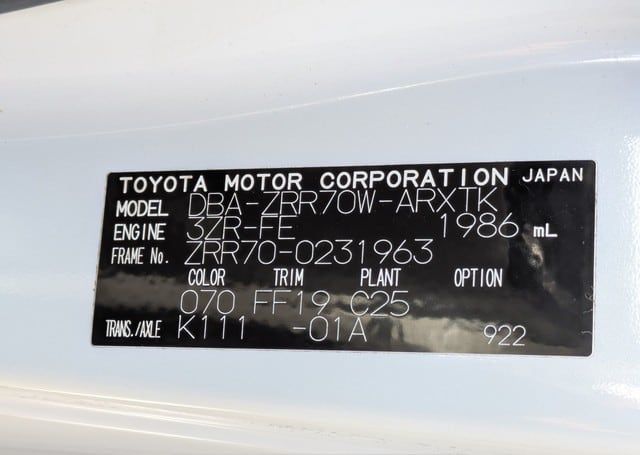 TOYOTA MOTOR CORPORATION JAPAN
MODEL DBA-ZRR70W-ARXTK
ENGINE 3ZR-FE 1986 mL
FRAME No. ZRR70-0231963
COLOR TRIM PLANT OPTION
070 FF19 C25
TRANS./AXLE K111 -01A 922